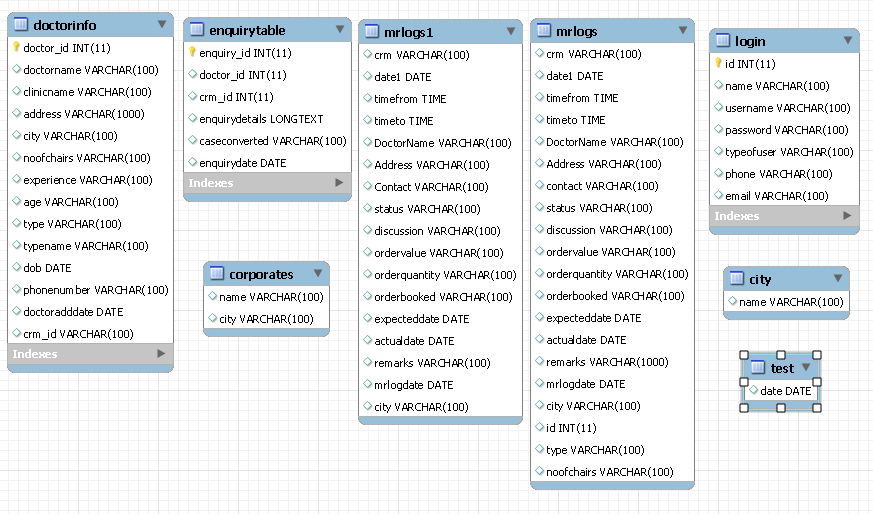 doctorinfo
doctor_id INT(11)
doctorname VARCHAR(100)
clinicname VARCHAR(100)
address VARCHAR(1000)
city VARCHAR(100)
noofchairs VARCHAR(100)
experience VARCHAR(100)
age VARCHAR(100)
type VARCHAR(100)
typename VARCHAR(100)
dob DATE
phonenumber VARCHAR(100)
doctoradddate DATE
crm_id VARCHAR(100)
Indexes
enquirytable
enquiry_id INT(11)
doctor_id INT(11)
crm_id INT(11)
enquirydetails LONGTEXT
caseconverted VARCHAR(100)
enquirydate DATE
Indexes
corporates
name VARCHAR(100)
city VARCHAR(100)
mrlogs1
crm VARCHAR(100)
date1 DATE
timefrom TIME
timeto TIME
DoctorName VARCHAR(100)
Address VARCHAR(100)
Contact VARCHAR(100)
status VARCHAR(100)
discussion VARCHAR(100)
ordervalue VARCHAR(100)
orderquantity VARCHAR(100)
orderbooked VARCHAR(100)
expecteddate DATE
actualdate DATE
remarks VARCHAR(100)
mrlogdate DATE
city VARCHAR(100)
mrlogs
crm VARCHAR(100)
date1 DATE
timefrom TIME
timeto TIME
DoctorName VARCHAR(100)
Address VARCHAR(100)
contact VARCHAR(100)
status VARCHAR(100)
discussion VARCHAR(100)
ordervalue VARCHAR(100)
orderquantity VARCHAR(100)
orderbooked VARCHAR(100)
expecteddate DATE
actualdate DATE
remarks VARCHAR(1000)
mrlogdate DATE
city VARCHAR(100)
id INT(11)
type VARCHAR(100)
noofchairs VARCHAR(100)
login
id INT(11)
name VARCHAR(100)
username VARCHAR(100)
password VARCHAR(100)
typeofuser VARCHAR(100)
phone VARCHAR(100)
email VARCHAR(100)
Indexes
city
name VARCHAR(100)
test
date DATE